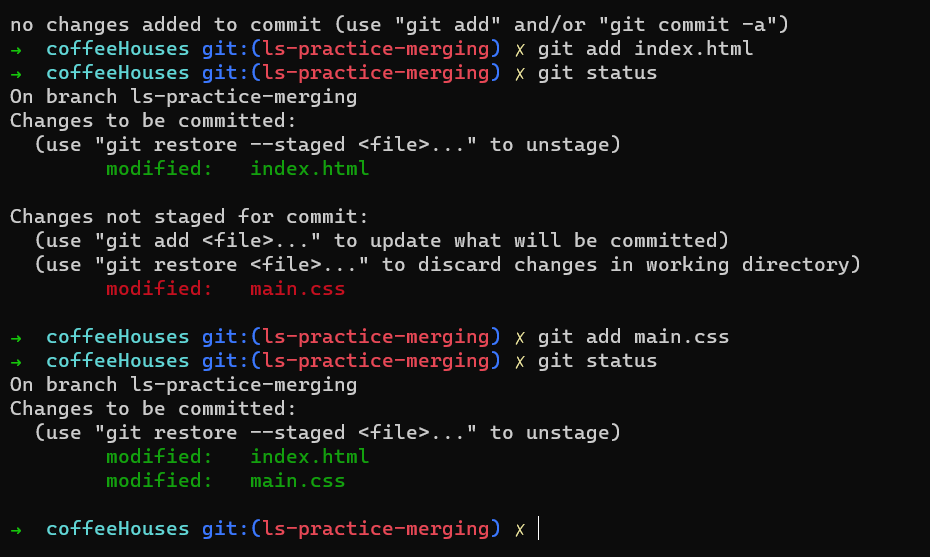 no changes added to commit (use "git add" and/or "git commit -a")
→ coffeeHouses git:(ls-practice-merging) ✗ git add index.html
→ coffeeHouses git:(ls-practice-merging) ✗ git status
On branch ls-practice-merging
Changes to be committed:
  (use "git restore --staged <file>..." to unstage)
        modified:   index.html

Changes not staged for commit:
  (use "git add <file>..." to update what will be committed)
  (use "git restore <file>..." to discard changes in working directory)
        modified:   main.css

→ coffeeHouses git:(ls-practice-merging) ✗ git add main.css
→ coffeeHouses git:(ls-practice-merging) ✗ git status
On branch ls-practice-merging
Changes to be committed:
  (use "git restore --staged <file>..." to unstage)
        modified:   index.html
        modified:   main.css

→ coffeeHouses git:(ls-practice-merging) ✗